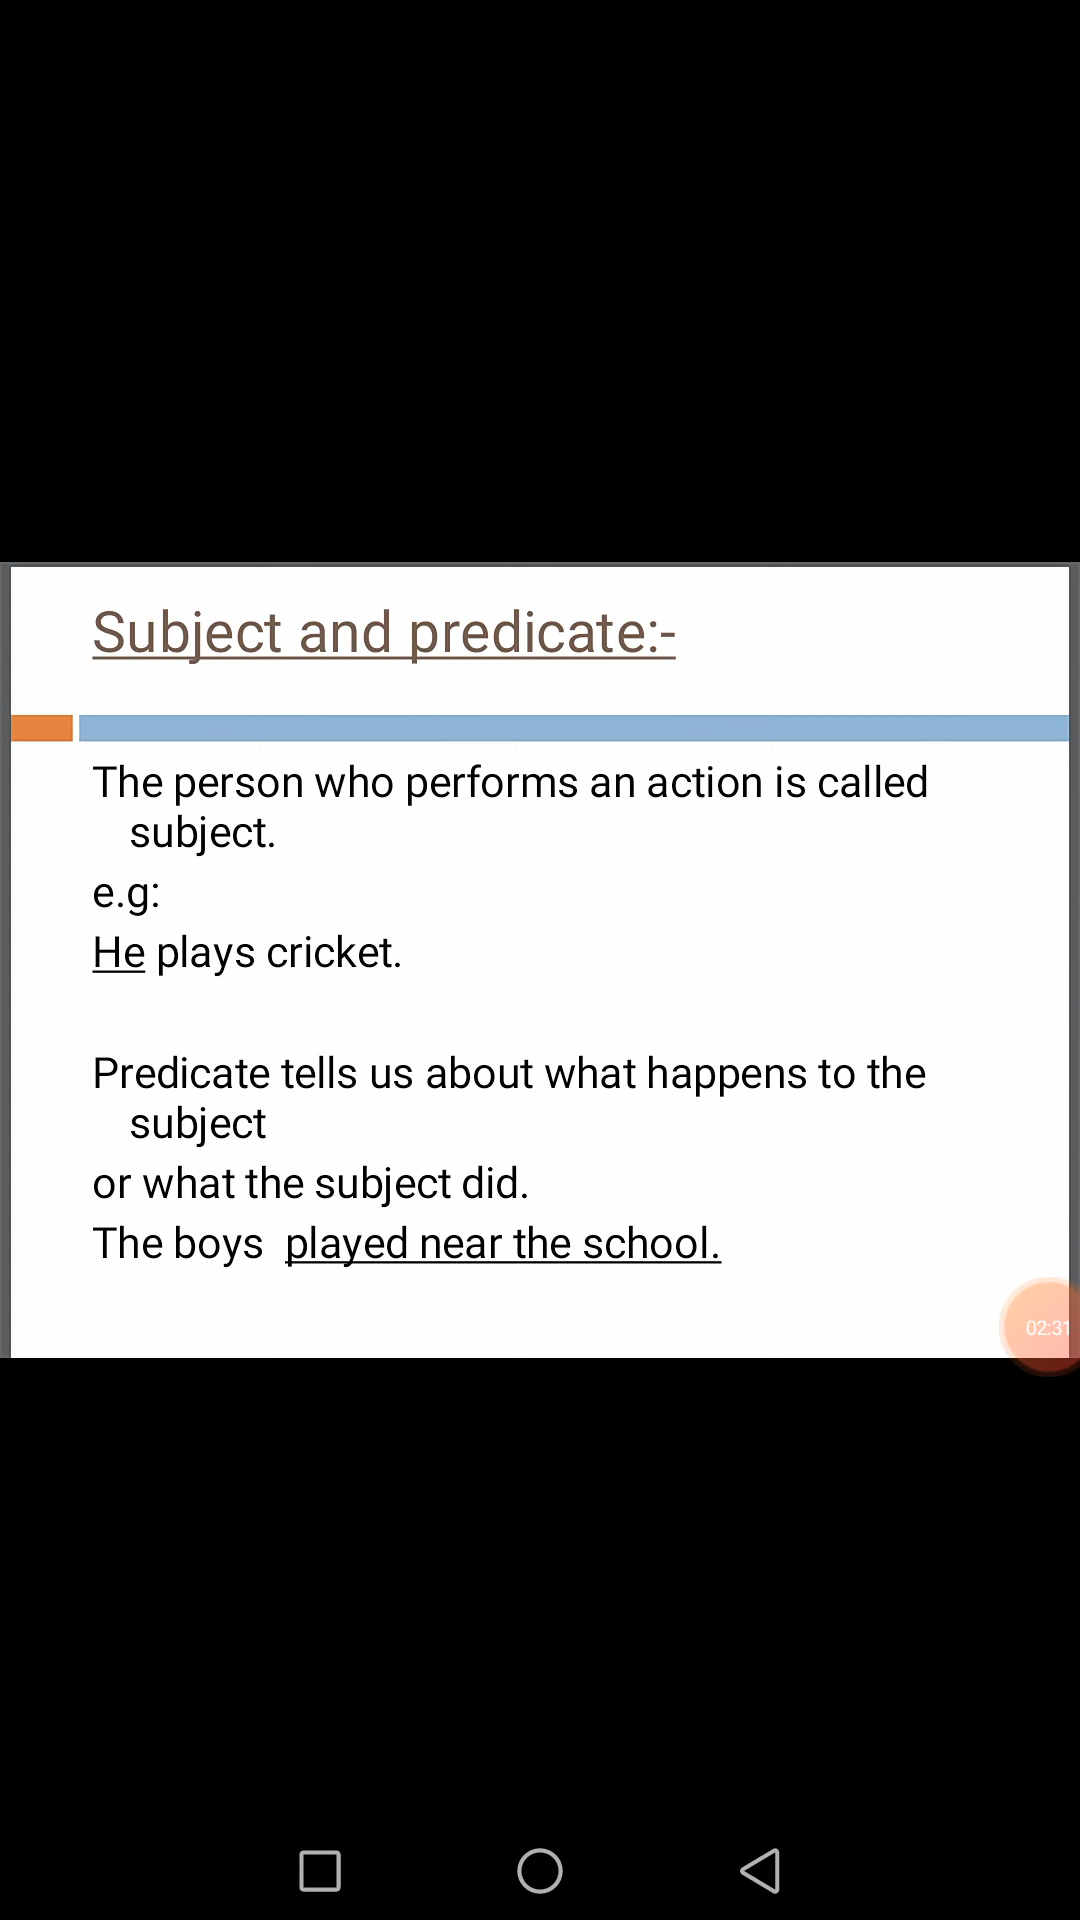 Subject and predicate:-
The person who performs an action is called
subject.
e.g:
He plays cricket.
Predicate tells us about what happens to the
subject
or what the subject did.
The boys  played near the school.
02:31